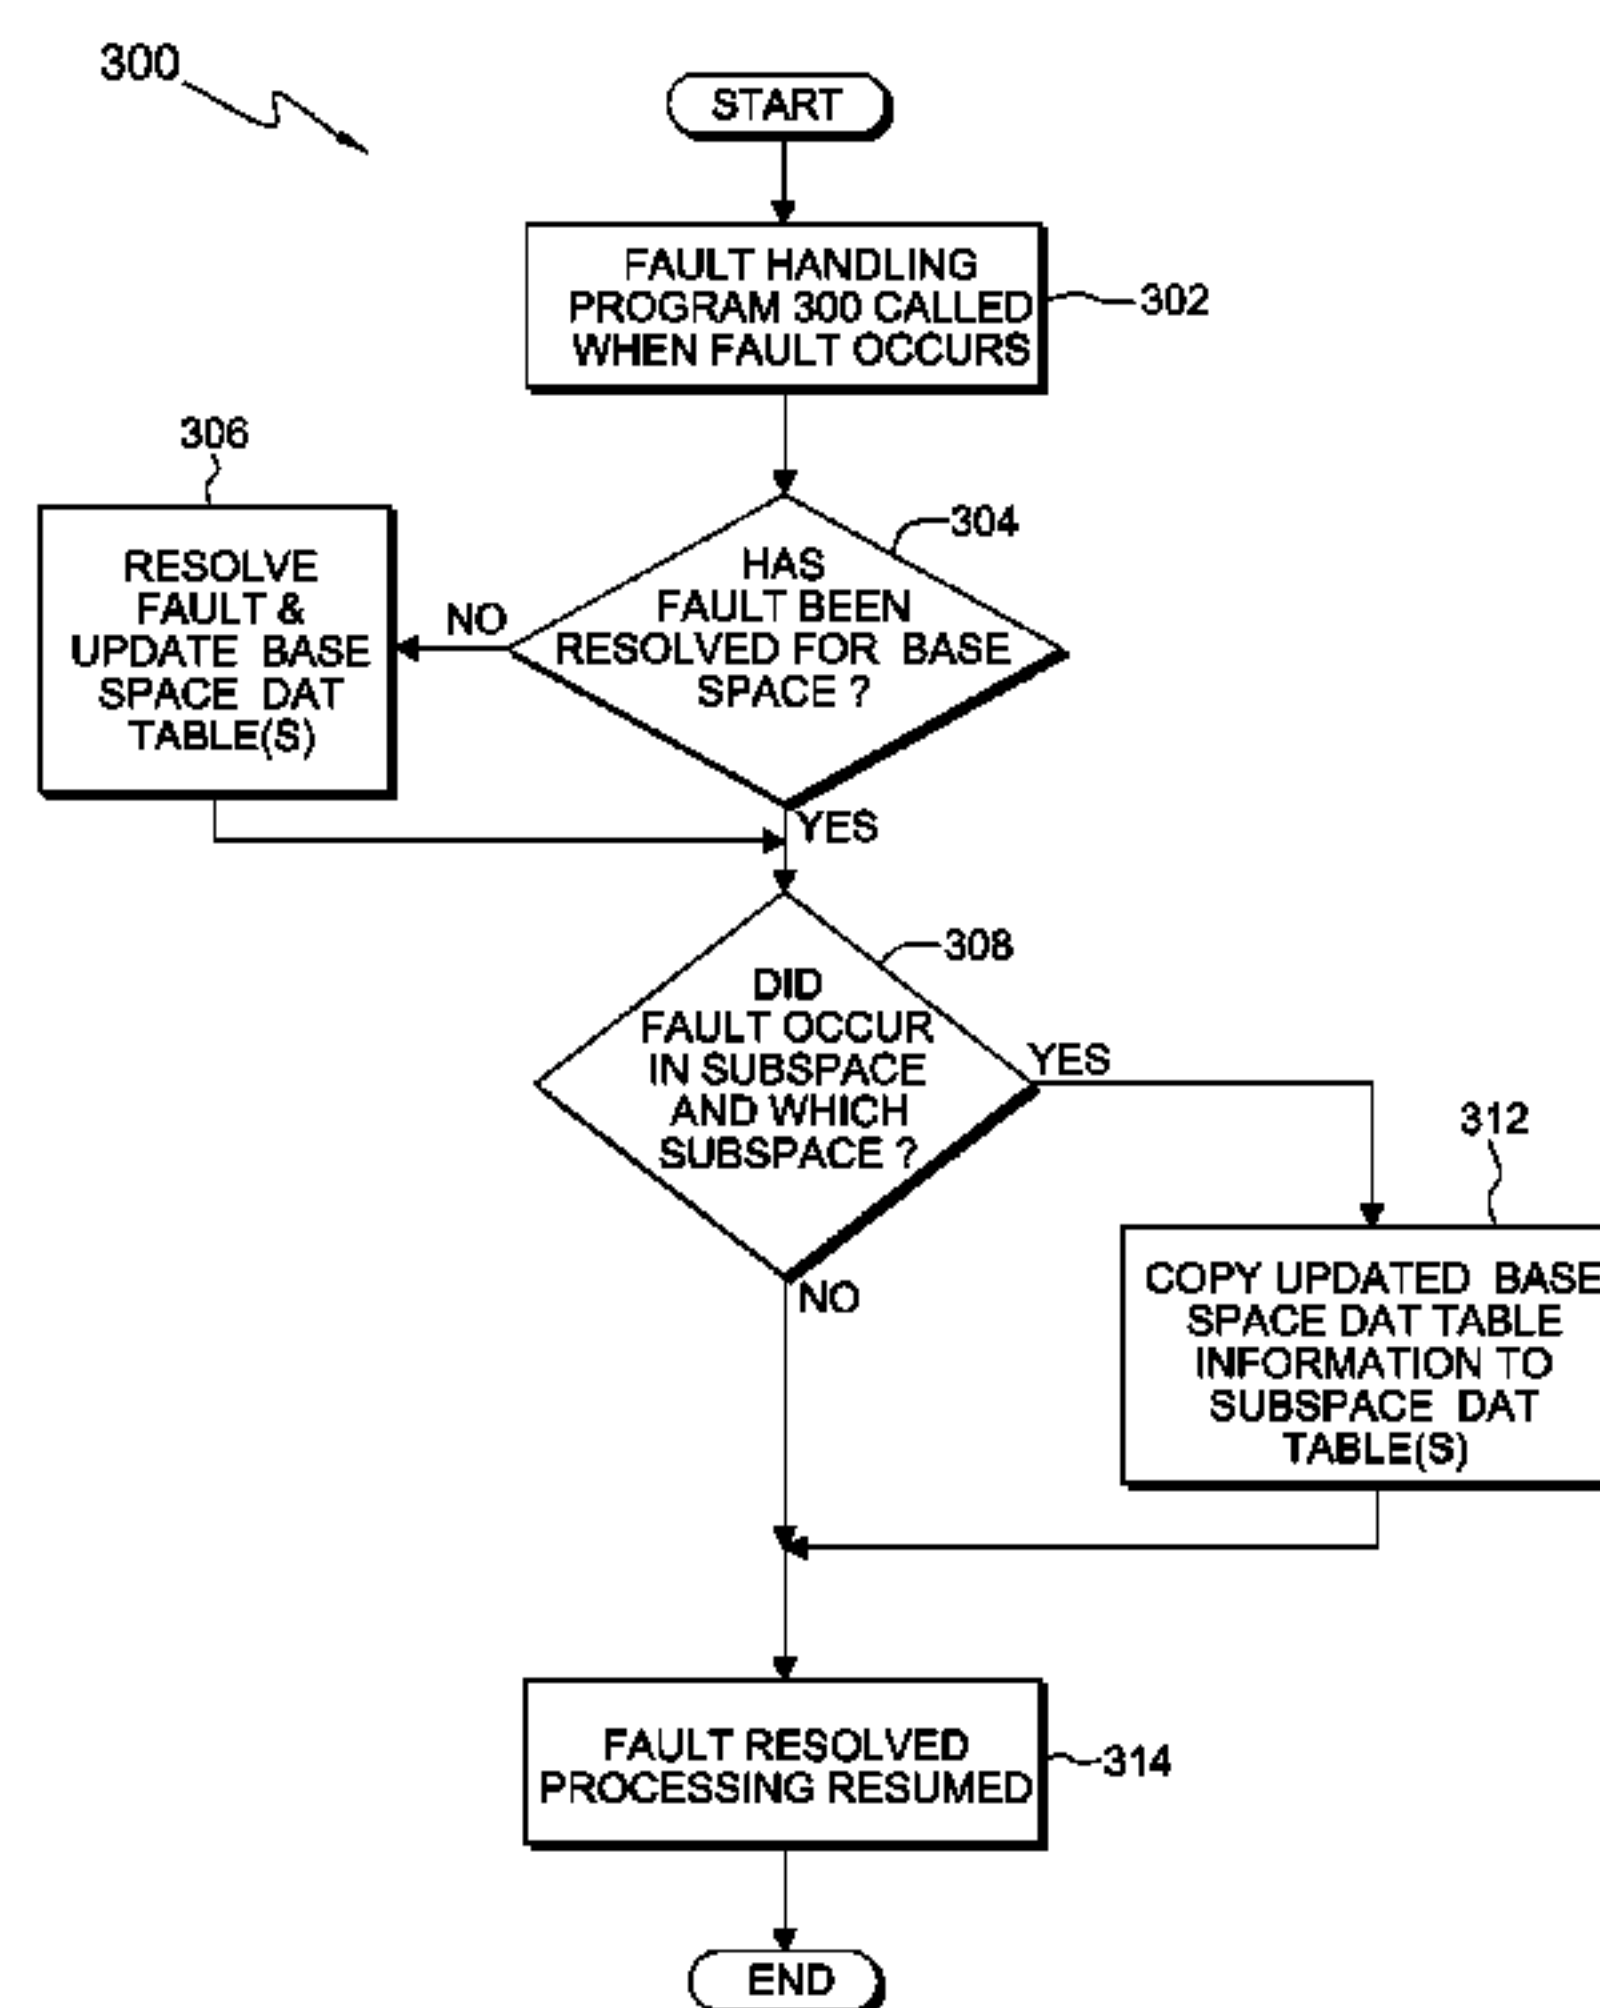 300
START
FAULT HANDLING
PROGRAM 300 CALLED
WHEN FAULT OCCURS
302
306
RESOLVE
FAULT &
UPDATE BASE
SPACE DAT
TABLE(S)
NO
304
HAS
FAULT BEEN
RESOLVED FOR BASE
SPACE ?
YES
308
DID
FAULT OCCUR
IN SUBSPACE
AND WHICH
SUBSPACE ?
YES
NO
312
COPY UPDATED BASE
SPACE DAT TABLE
INFORMATION TO
SUBSPACE DAT
TABLE(S)
FAULT RESOLVED
PROCESSING RESUMED
314
END